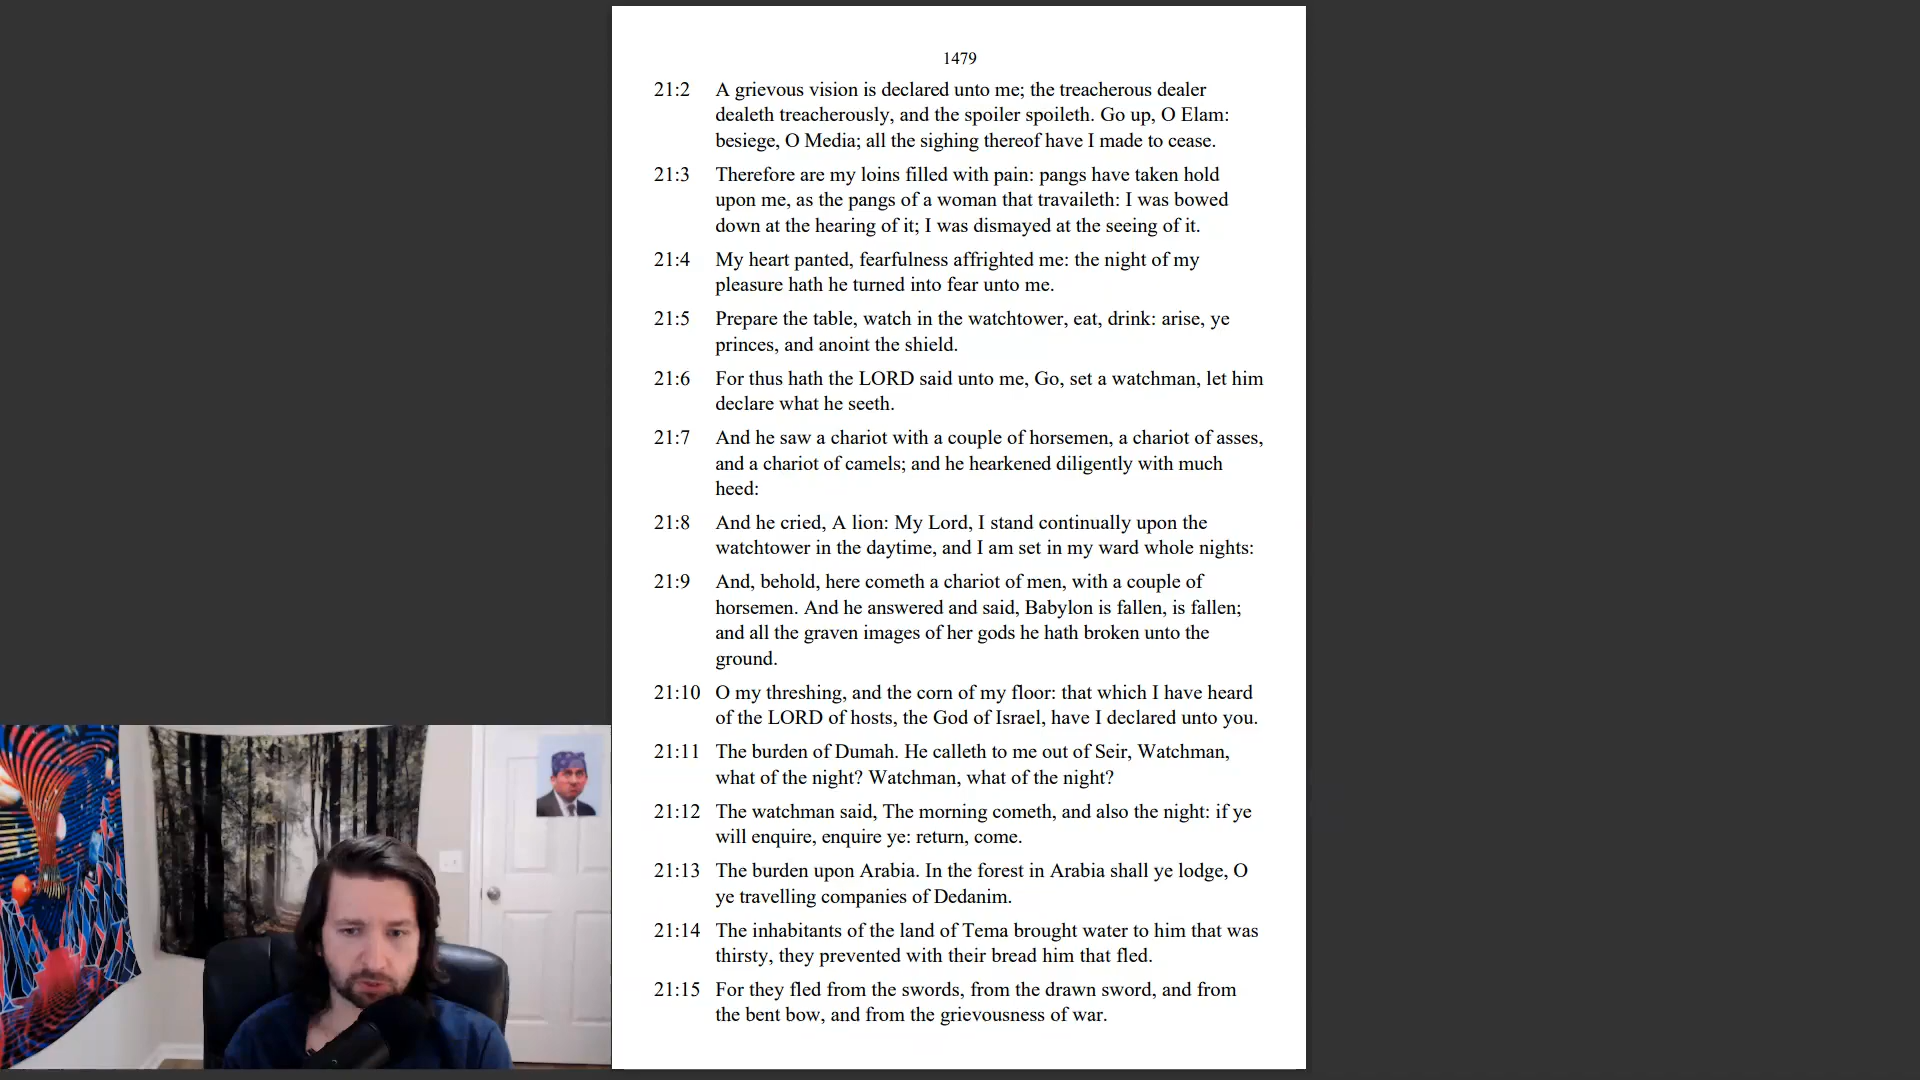 1479
21:2 A grievous vision is declared unto me; the treacherous dealer
dealeth treacherously, and the spoiler spoileth. Go up, O Elam:
besiege, O Media; all the sighing thereof have I made to cease.
21:3 Therefore are my loins filled with pain: pangs have taken hold
upon me, as the pangs of a woman that travaileth: I was bowed
down at the hearing of it; I was dismayed at the seeing of it.
21:4 My heart panted, fearfulness affrighted me: the night of my
pleasure hath he turned into fear unto me.
21:5 Prepare the table, watch in the watchtower, eat, drink: arise, ye
princes, and anoint the shield.
21:6 For thus hath the LORD said unto me, Go, set a watchman, let him
declare what he seeth.
21:7 And he saw a chariot with a couple of horsemen, a chariot of asses,
and a chariot of camels; and he hearkened diligently with much
heed:
21:8 And he cried, A lion: My Lord, I stand continually upon the
watchtower in the daytime, and I am set in my ward whole nights:
21:9 And, behold, here cometh a chariot of men, with a couple of
horsemen. And he answered and said, Babylon is fallen, is fallen;
and all the graven images of her gods he hath broken unto the
ground.
21:10 O my threshing, and the corn of my floor: that which I have heard
of the LORD of hosts, the God of Israel, have I declared unto you.
21:11 The burden of Dumah. He calleth to me out of Seir, Watchman,
what of the night? Watchman, what of the night?
21:12 The watchman said, The morning cometh, and also the night: if ye
will enquire, enquire ye: return, come.
21:13 The burden upon Arabia. In the forest in Arabia shall ye lodge, O
ye travelling companies of Dedanim.
21:14 The inhabitants of the land of Tema brought water to him that was
thirsty, they prevented with their bread him that fled.
21:15 For they fled from the swords, from the drawn sword, and from
the bent bow, and from the grievousness of war.